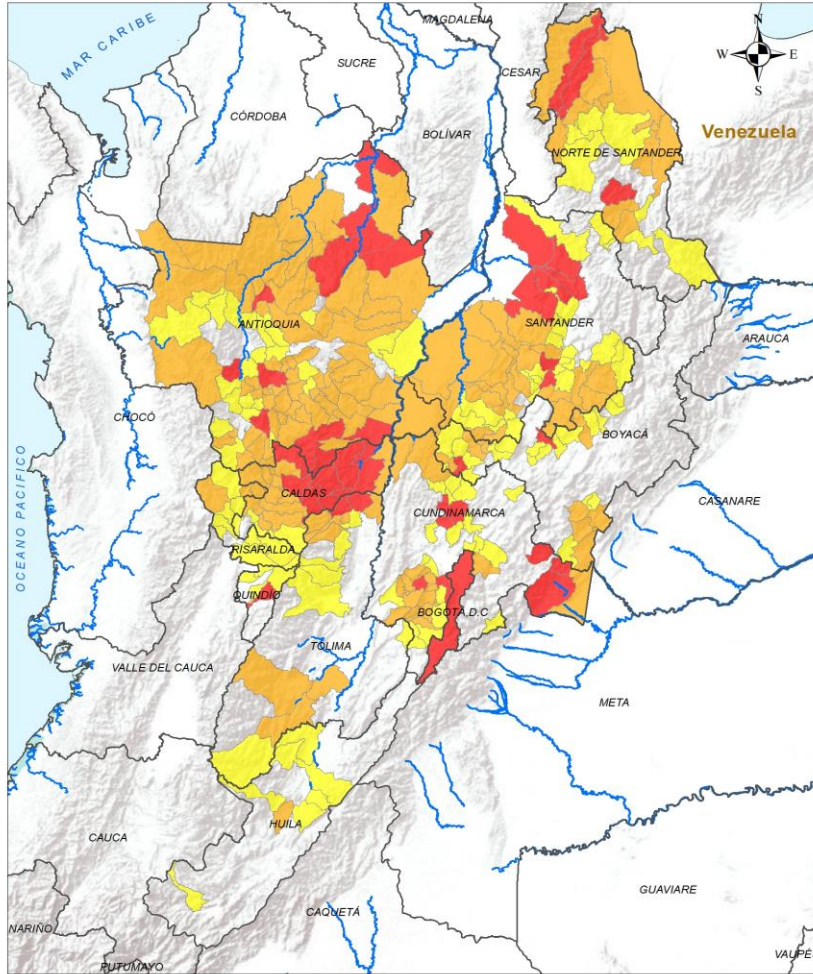 MAGDALENA
N
W E
S
MAR CARIBE
SUCRE
CESAR
CÓRDOBA
BOLÍVAR
Venezuela
NORTE DE SANTANDER
ANTIOQUIA
SANTANDER
ARAUCA
CHOCÓ
BOYACÁ
OCEANO PACIFICO
CALDAS
CUNDINAMARCA
CASANARE
RISARALDA
QUINDÍO
BOGOTÁ,D.C
TOLIMA
VALLE DEL CAUCA
META
HUILA
CAUCA
GUAVIARE
CAQUETÁ
NARIÑO
PUTUMAYO
VAUPÉ